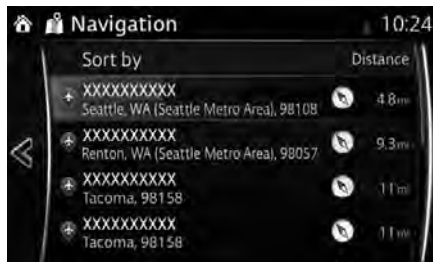 Navigation 10:24
Sort by Distance
XXXXXXXXXX
Seattle, WA (Seattle Metro Area), 98108 4.8mi
XXXXXXXXXX
Renton, WA (Seattle Metro Area), 98057 9.3mi
XXXXXXXXXX
Tacoma, 98158 11mi
XXXXXXXXXX
Tacoma, 98158 11mi